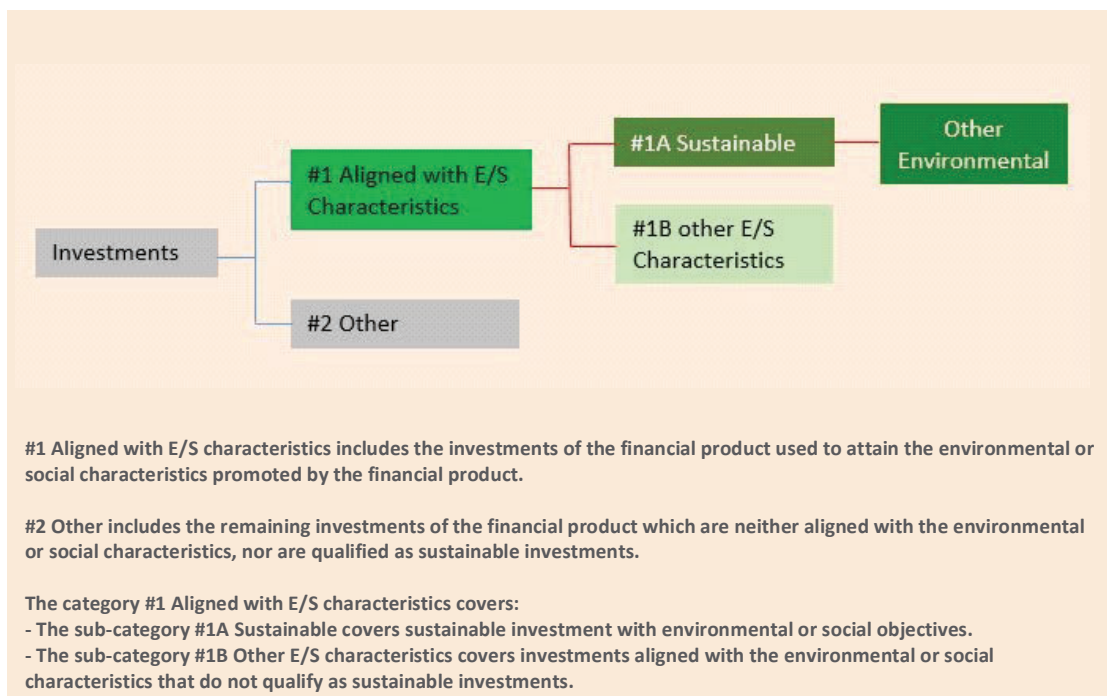 Other
Environmental
#1A Sustainable
#1 Aligned with E/S
Characteristics
#1B other E/S
Characteristics
Investments
#2 Other
#1 Aligned with E/S characteristics includes the investments of the financial product used to attain the environmental or
social characteristics promoted by the financial product.
#2 Other includes the remaining investments of the financial product which are neither aligned with the environmental
or social characteristics, nor are qualified as sustainable investments.
The category #1 Aligned with E/S characteristics covers:
- The sub-category #1A Sustainable covers sustainable investment with environmental or social objectives.
- The sub-category #1B Other E/S characteristics covers investments aligned with the environmental or social
characteristics that do not qualify as sustainable investments.